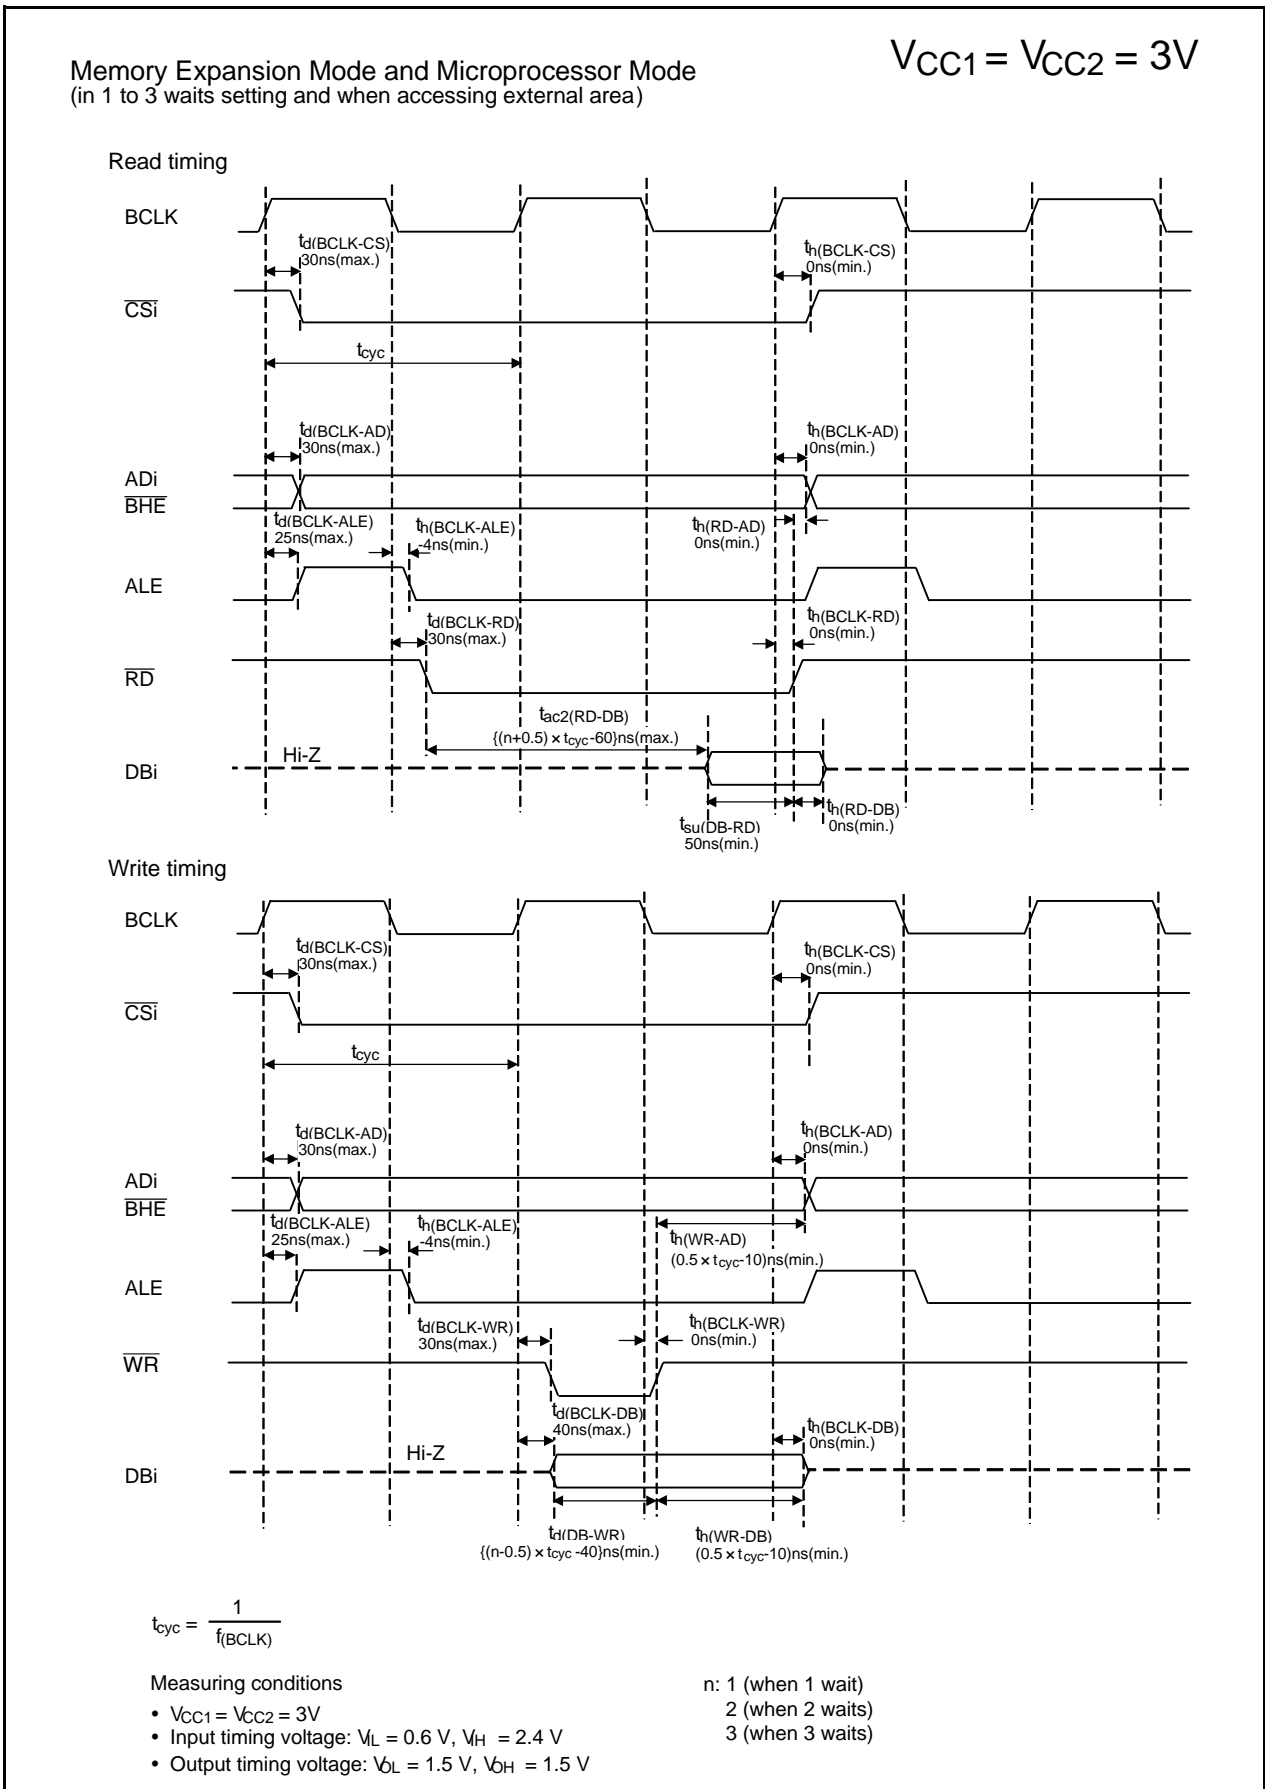 VCC1 = VCC2 = 3V
Memory Expansion Mode and Microprocessor Mode
(in 1 to 3 waits setting and when accessing external area)
Read timing
BCLK
td(BCLK-CS)
30ns(max.)
th(BCLK-CS)
0ns(min.)
CSi
tcyc
td(BCLK-AD)
30ns(max.)
th(BCLK-AD)
0ns(min.)
ADi
BHE
td(BCLK-ALE)
25ns(max.)
th(BCLK-ALE)
-4ns(min.)
th(RD-AD)
0ns(min.)
ALE
td(BCLK-RD)
30ns(max.)
th(BCLK-RD)
0ns(min.)
RD
tac2(RD-DB)
{(n+0.5) × tcyc-60}ns(max.)
Hi-Z
DBi
tsu(DB-RD)
50ns(min.)
th(RD-DB)
0ns(min.)
Write timing
BCLK
td(BCLK-CS)
30ns(max.)
th(BCLK-CS)
0ns(min.)
CSi
tcyc
td(BCLK-AD)
30ns(max.)
th(BCLK-AD)
0ns(min.)
ADi
BHE
td(BCLK-ALE)
25ns(max.)
th(BCLK-ALE)
-4ns(min.)
th(WR-AD)
(0.5 × tcyc-10)ns(min.)
ALE
td(BCLK-WR)
30ns(max.)
th(BCLK-WR)
0ns(min.)
WR
td(BCLK-DB)
40ns(max.)
th(BCLK-DB)
0ns(min.)
Hi-Z
DBi
td(DB-WR)
{(n-0.5) × tcyc -40}ns(min.)
th(WR-DB)
(0.5 × tcyc-10)ns(min.)
tcyc = 1
f(BCLK)
Measuring conditions
• VCC1 = VCC2 = 3V
• Input timing voltage: VIL = 0.6 V, VIH = 2.4 V
• Output timing voltage: VOL = 1.5 V, VOH = 1.5 V
n: 1 (when 1 wait)
2 (when 2 waits)
3 (when 3 waits)